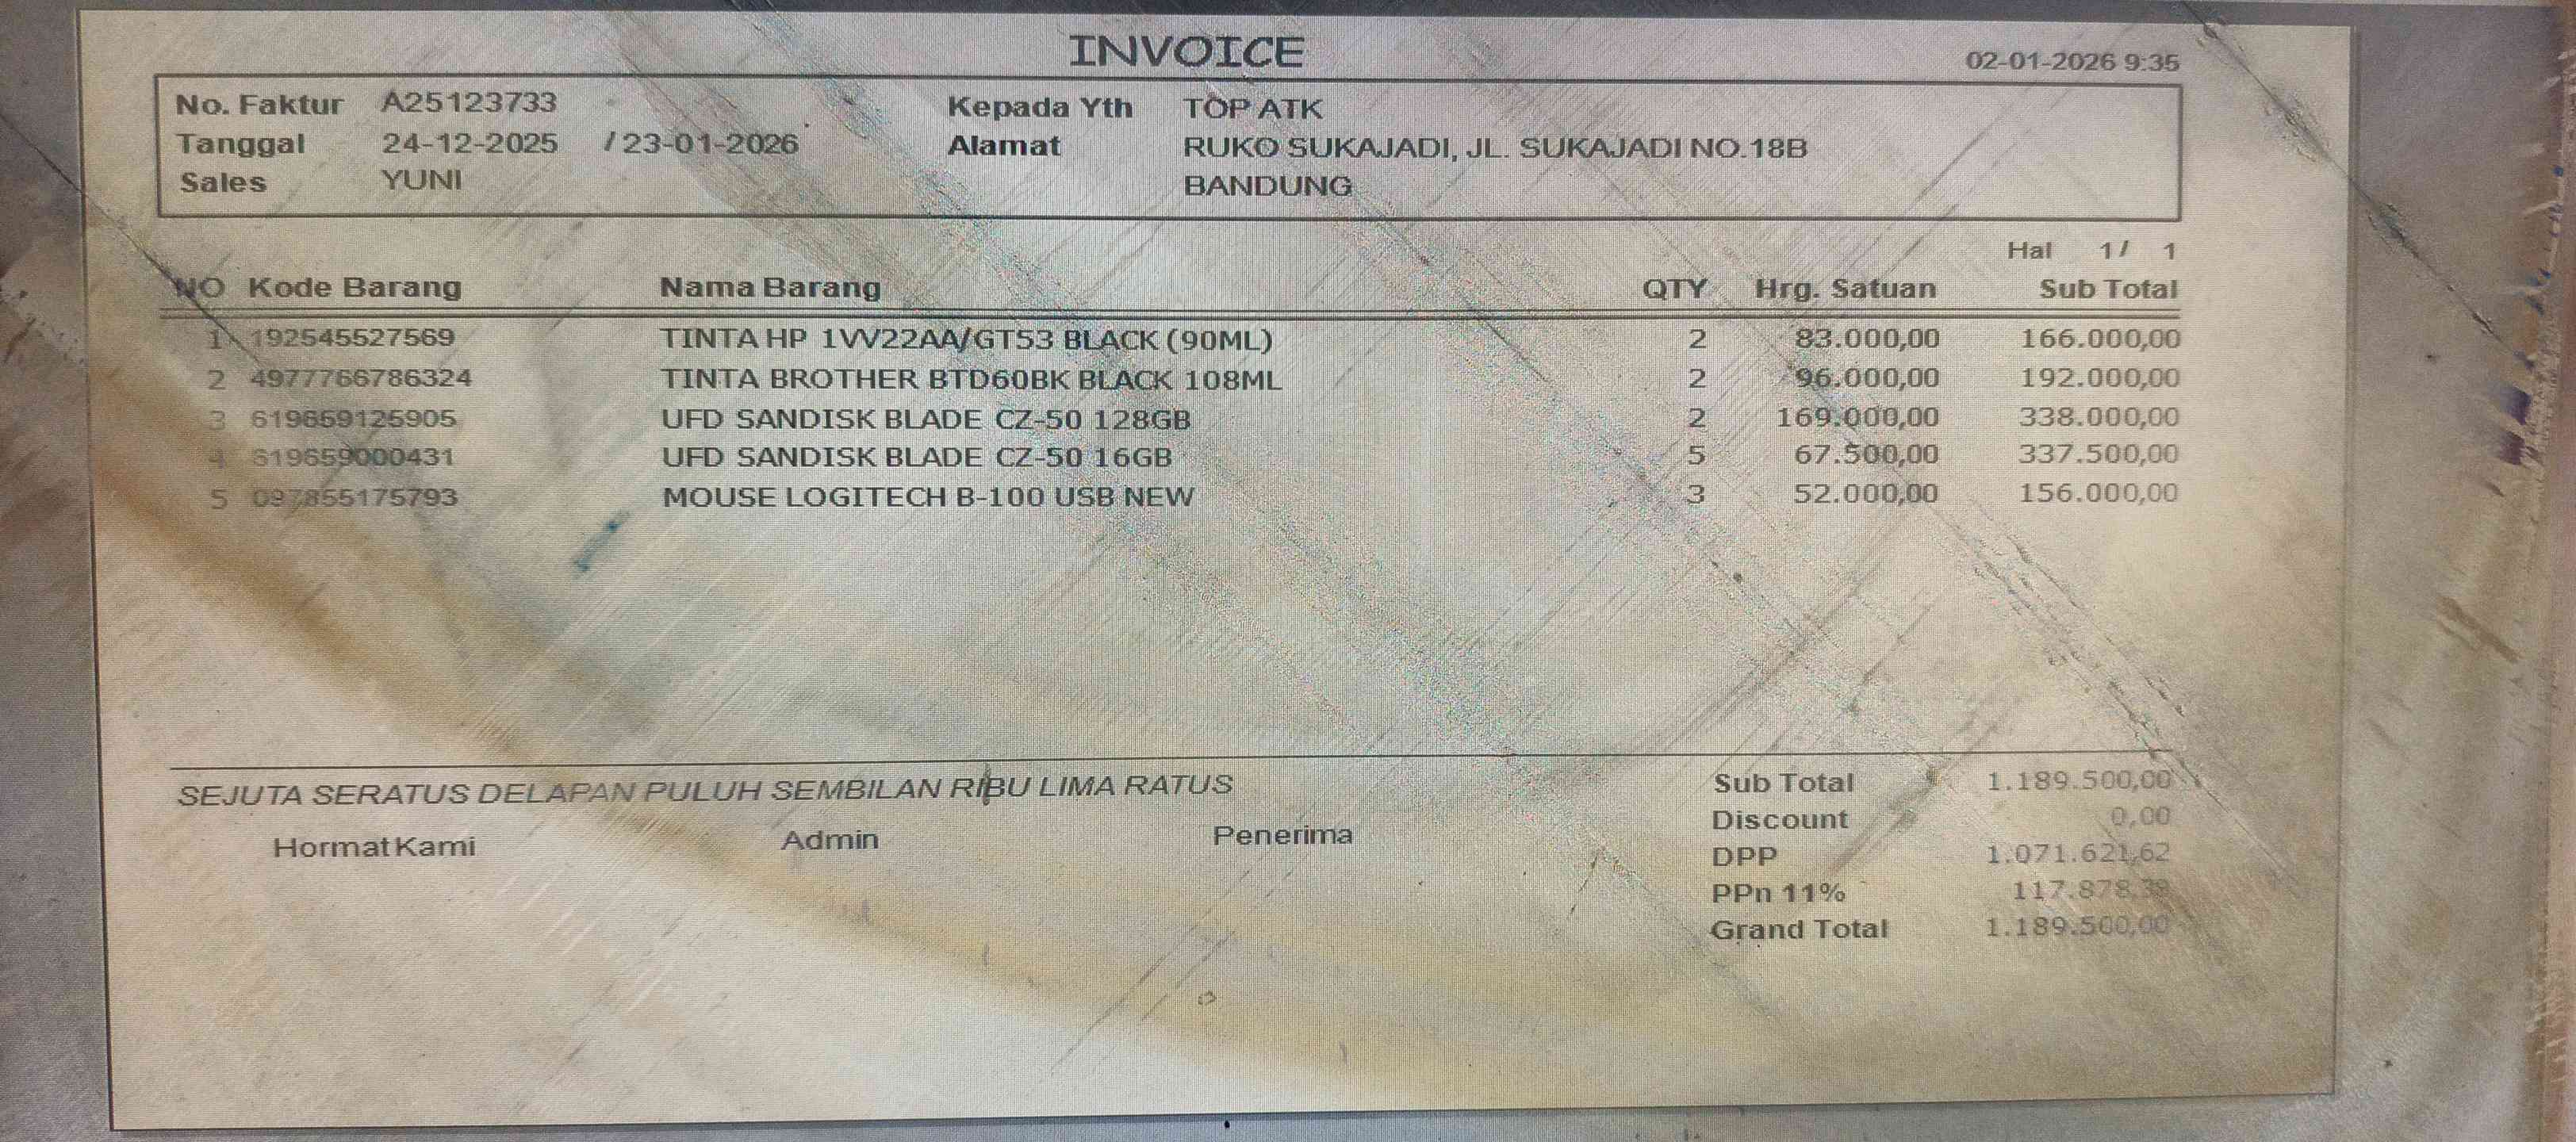 INVOICE
02-01-2026 9:35
No. Faktur A25123733 Kepada Yth TOP ATK
Tanggal 24-12-2025 / 23-01-2026 Alamat RUKO SUKAJADI, JL. SUKAJADI NO.18B
Sales YUNI BANDUNG
Hal 1/ 1
NO Kode Barang Nama Barang QTY Hrg. Satuan Sub Total
1 192545527569 TINTA HP 1VV22AA/GT53 BLACK (90ML) 2 83.000,00 166.000,00
2 4977766786324 TINTA BROTHER BTD60BK BLACK 108ML 2 96.000,00 192.000,00
3 619659125905 UFD SANDISK BLADE CZ-50 128GB 2 169.000,00 338.000,00
4 619659000431 UFD SANDISK BLADE CZ-50 16GB 5 67.500,00 337.500,00
5 097855175793 MOUSE LOGITECH B-100 USB NEW 3 52.000,00 156.000,00
SEJUTA SERATUS DELAPAN PULUH SEMBILAN RIBU LIMA RATUS
Hormat Kami Admin Penerima
Sub Total 1.189.500,00
Discount 0,00
DPP 1.071.621,62
PPn 11% 117.878,38
Grand Total 1.189.500,00